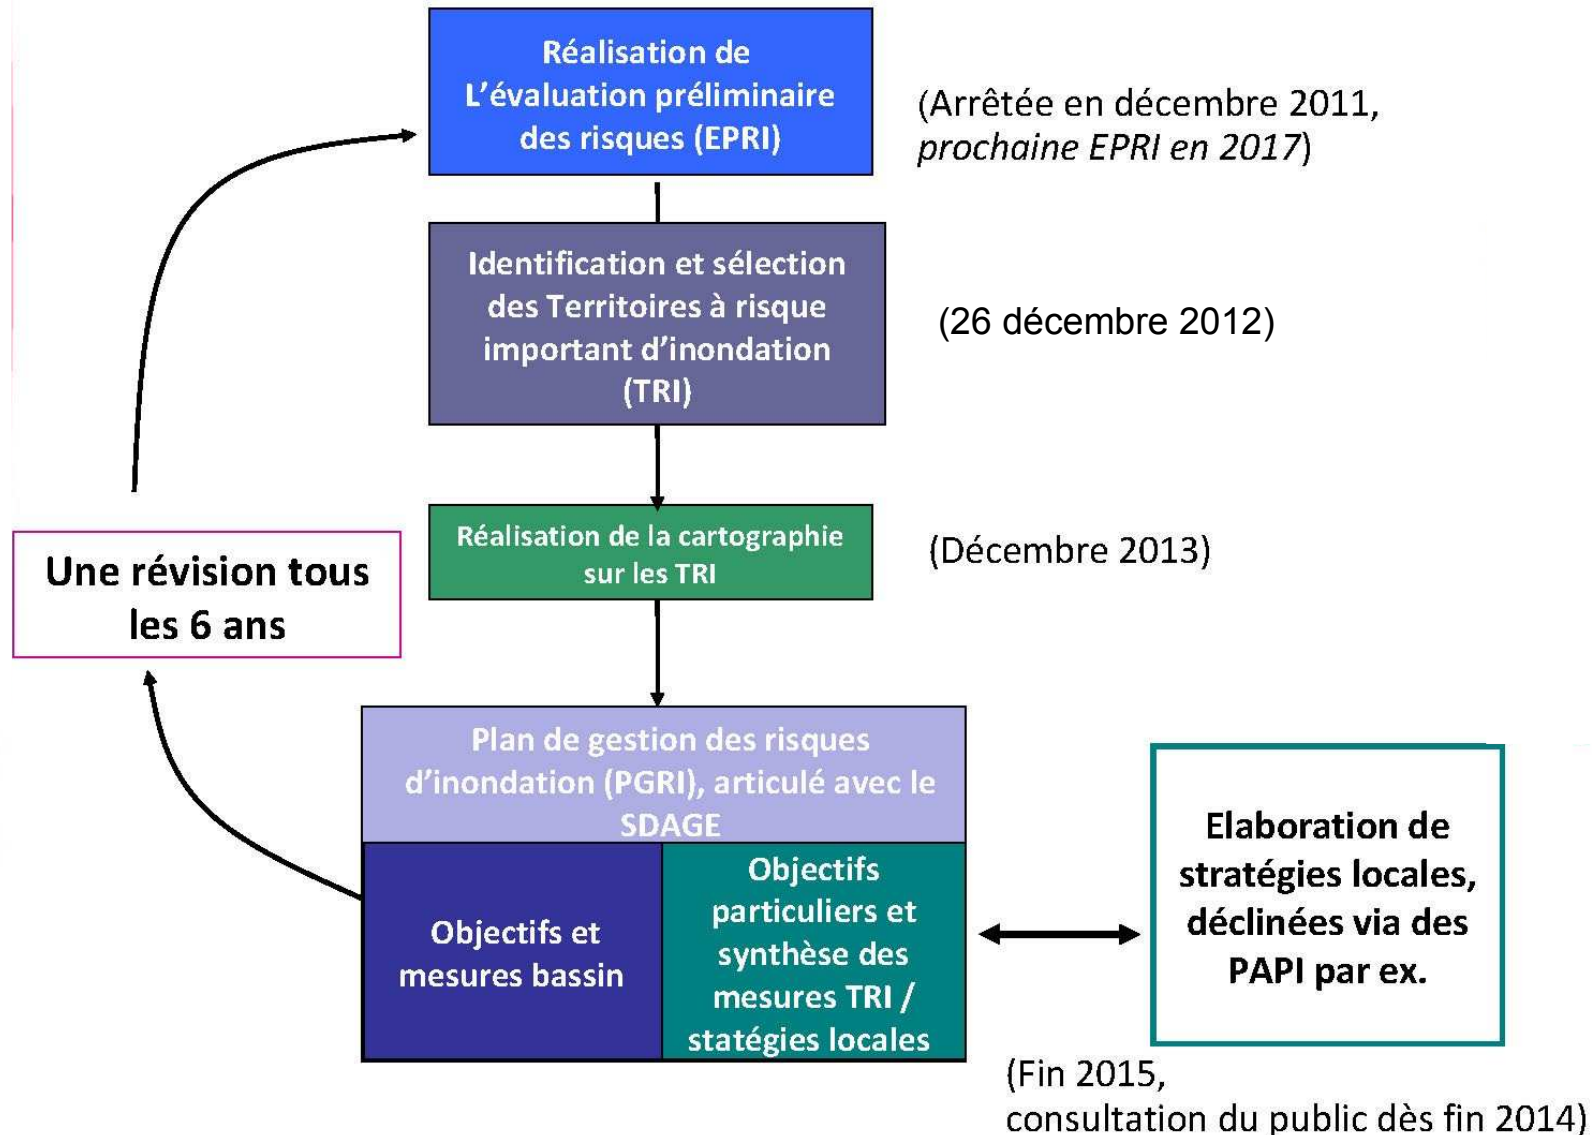 Réalisation de
L'évaluation préliminaire
des risques (EPRI)
(Arrêtée en décembre 2011,
prochaine EPRI en 2017)
Identification et sélection
des Territoires à risque
important d'inondation
(TRI)
(26 décembre 2012)
Réalisation de la cartographie
sur les TRI
(Décembre 2013)
Une révision tous
les 6 ans
Plan de gestion des risques
d'inondation (PGRI), articulé avec le
SDAGE
Objectifs et
mesures bassin
Objectifs
particuliers et
synthèse des
mesures TRI /
statégies locales
Elaboration de
stratégies locales,
déclinées via des
PAPI par ex.
(Fin 2015,
consultation du public dès fin 2014)